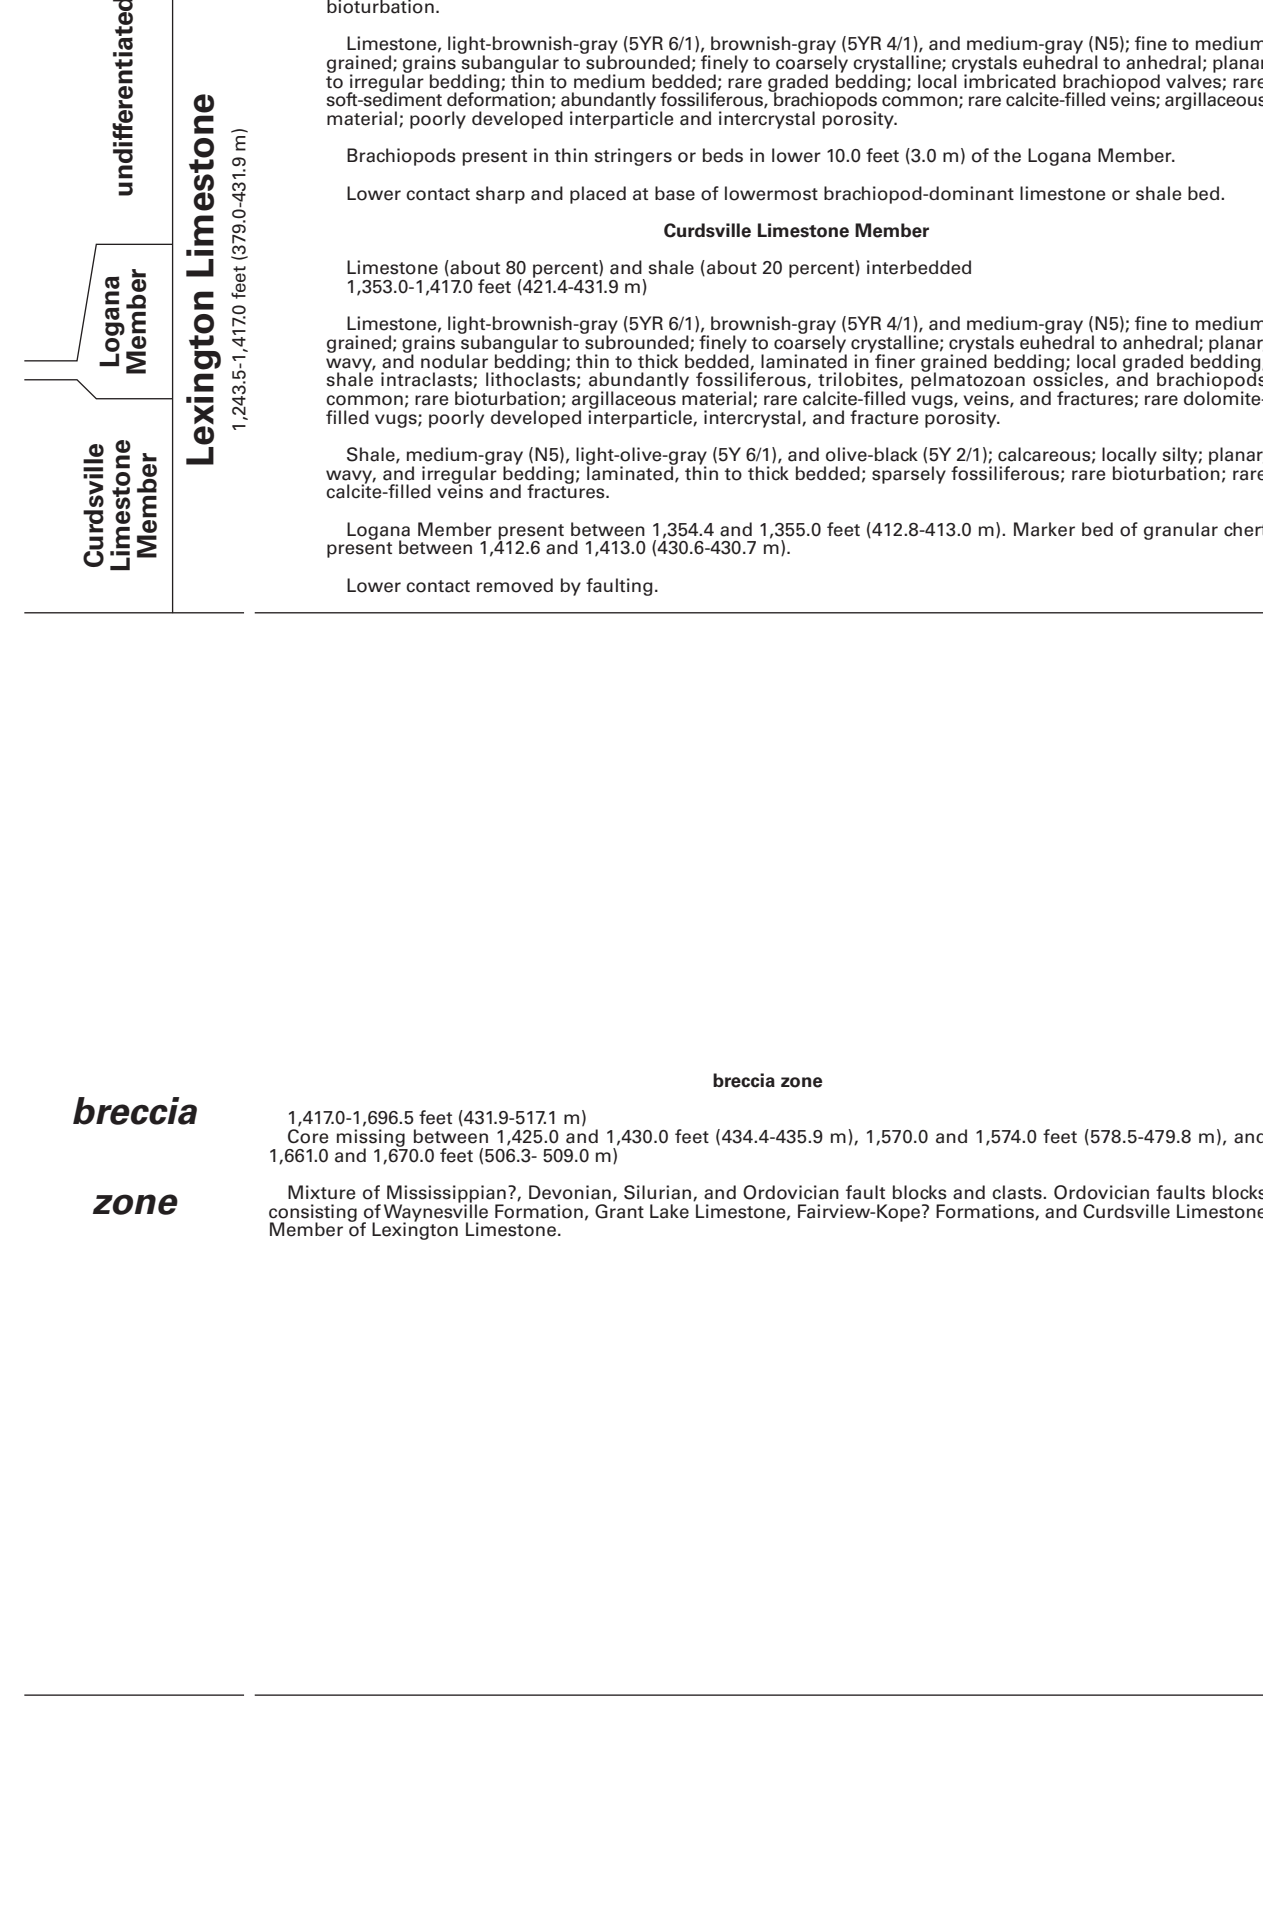 bioturbation.
Limestone, light-brownish-gray (5YR 6/1), brownish-gray (5YR 4/1), and medium-gray (N5); fine to medium
grained; grains subangular to subrounded; finely to coarsely crystalline; crystals euhedral to anhedral; planar
to irregular bedding; thin to medium bedded; rare graded bedding; local imbricated brachiopod valves; rare
soft-sediment deformation; abundantly fossiliferous, brachiopods common; rare calcite-filled veins; argillaceous
material; poorly developed interparticle and intercrystal porosity.
Brachiopods present in thin stringers or beds in lower 10.0 feet (3.0 m) of the Logana Member.
Lower contact sharp and placed at base of lowermost brachiopod-dominant limestone or shale bed.
Curdsville Limestone Member
Limestone (about 80 percent) and shale (about 20 percent) interbedded
1,353.0-1,417.0 feet (421.4-431.9 m)
Limestone, light-brownish-gray (5YR 6/1), brownish-gray (5YR 4/1), and medium-gray (N5); fine to medium
grained; grains subangular to subrounded; finely to coarsely crystalline; crystals euhedral to anhedral; planar,
wavy, and nodular bedding; thin to thick bedded, laminated in finer grained bedding; local graded bedding;
shale intraclasts; lithoclasts; abundantly fossiliferous, trilobites, pelmatozoan ossicles, and brachiopods
common; rare bioturbation; argillaceous material; rare calcite-filled vugs, veins, and fractures; rare dolomite-
filled vugs; poorly developed interparticle, intercrystal, and fracture porosity.
Shale, medium-gray (N5), light-olive-gray (5Y 6/1), and olive-black (5Y 2/1); calcareous; locally silty; planar,
wavy, and irregular bedding; laminated, thin to thick bedded; sparsely fossiliferous; rare bioturbation; rare
calcite-filled veins and fractures.
Logana Member present between 1,354.4 and 1,355.0 feet (412.8-413.0 m). Marker bed of granular chert
present between 1,412.6 and 1,413.0 (430.6-430.7 m).
Lower contact removed by faulting.
undifferentiated
Logana
Member
Curdsville
Limestone
Member
Lexington Limestone
1,243.5-1,417.0 feet (379.0-431.9 m)
breccia
zone
breccia zone
1,417.0-1,696.5 feet (431.9-517.1 m)
Core missing between 1,425.0 and 1,430.0 feet (434.4-435.9 m), 1,570.0 and 1,574.0 feet (578.5-479.8 m), and
1,661.0 and 1,670.0 feet (506.3- 509.0 m)
Mixture of Mississippian?, Devonian, Silurian, and Ordovician fault blocks and clasts. Ordovician faults blocks
consisting of Waynesville Formation, Grant Lake Limestone, Fairview-Kope? Formations, and Curdsville Limestone
Member of Lexington Limestone.